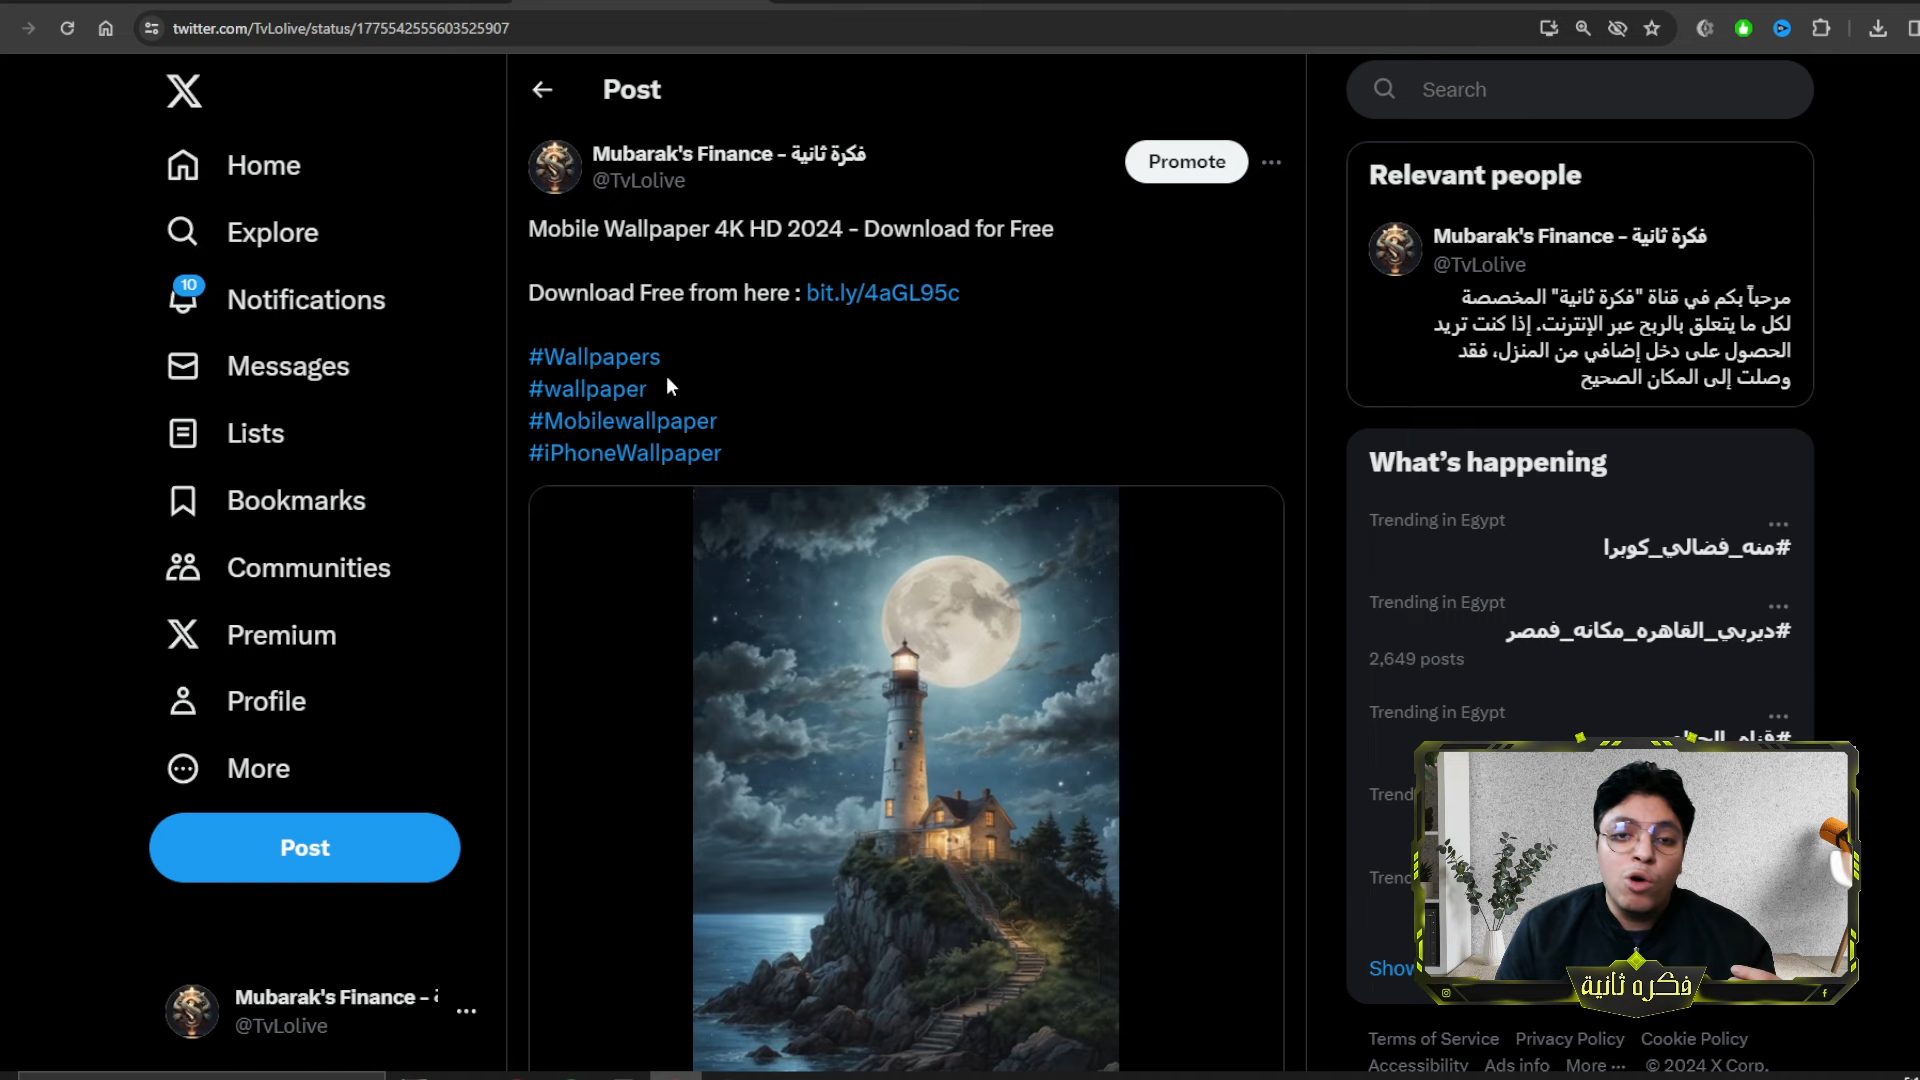 twitter.com/TvLolive/status/1775542555603525907
Home
Explore
10
Notifications
Messages
Lists
Bookmarks
Communities
Premium
Profile
More
Post
Mubarak's Finance -
@TvLolive
Post
Mubarak's Finance - فكرة ثانية
@TvLolive
Promote
Mobile Wallpaper 4K HD 2024 - Download for Free
Download Free from here : bit.ly/4aGL95c
#Wallpapers
#wallpaper
#Mobilewallpaper
#iPhoneWallpaper
Search
Relevant people
Mubarak's Finance - فكرة ثانية
@TvLolive
مرحباً بكم في قناة "فكرة ثانية" المخصصة
لكل ما يتعلق بالربح عبر الإنترنت. إذا كنت تريد
الحصول على دخل إضافي من المنزل، فقد
وصلت إلى المكان الصحيح
What's happening
Trending in Egypt
#منه_فضالي_كوبرا
Trending in Egypt
#ديربي_القاهره_مكانه_فمصر
2,649 posts
Trending in Egypt
فكره ثانية
Terms of Service Privacy Policy Cookie Policy
Accessibility Ads info More ··· © 2024 X Corp.